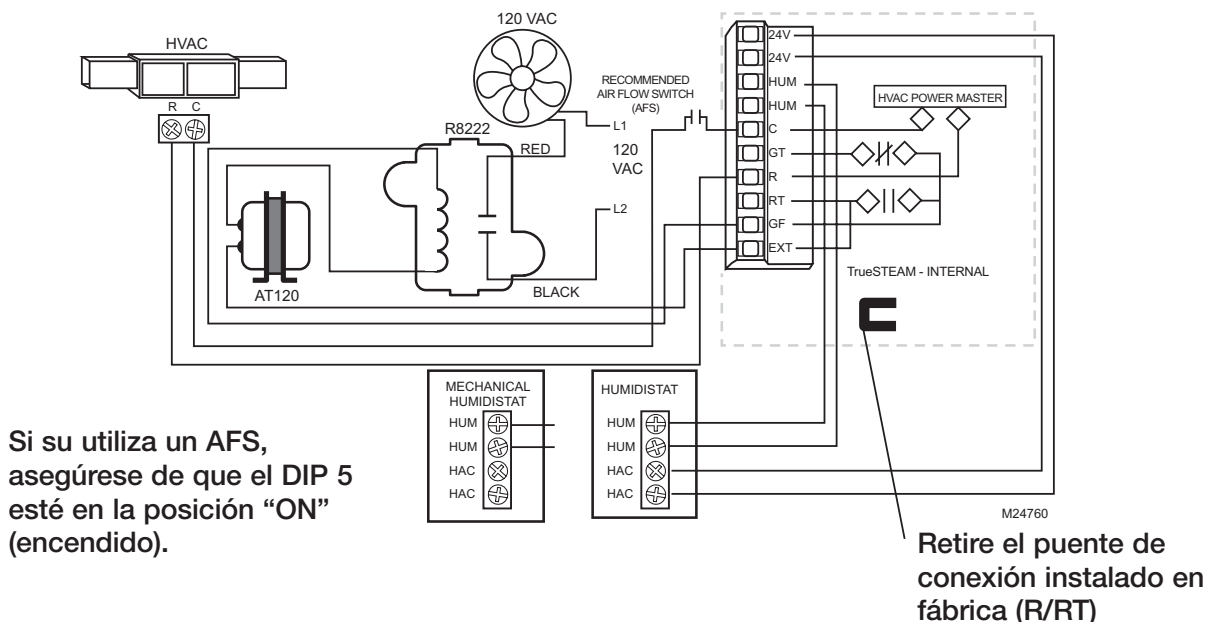 HVAC
R C
120 VAC
R8222
RED
RECOMMENDED
AIR FLOW SWITCH
(AFS)
L1
120
VAC
L2
BLACK
AT120
24V
24V
HUM
HUM
C
GT
R
RT
GF
EXT
HVAC POWER MASTER
TrueSTEAM - INTERNAL
MECHANICAL
HUMIDISTAT
HUM
HUM
HAC
HAC
HUMIDISTAT
HUM
HUM
HAC
HAC
M24760
Si su utiliza un AFS,
asegúrese de que el DIP 5
esté en la posición “ON”
(encendido).
Retire el puente de
conexión instalado en
fábrica (R/RT)